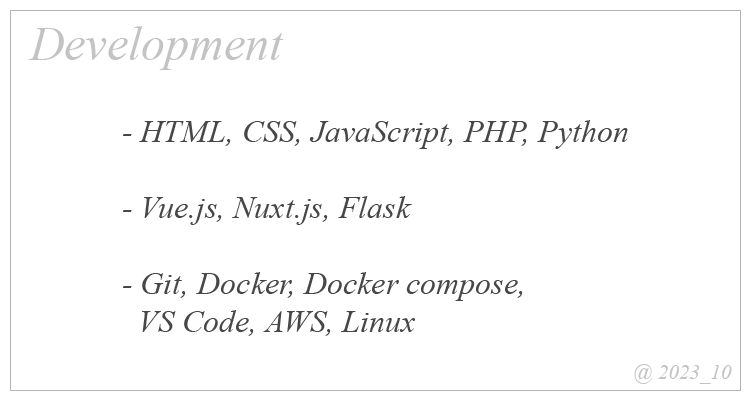 Development
- HTML, CSS, JavaScript, PHP, Python
- Vue.js, Nuxt.js, Flask
- Git, Docker, Docker compose,
VS Code, AWS, Linux
@ 2023_10